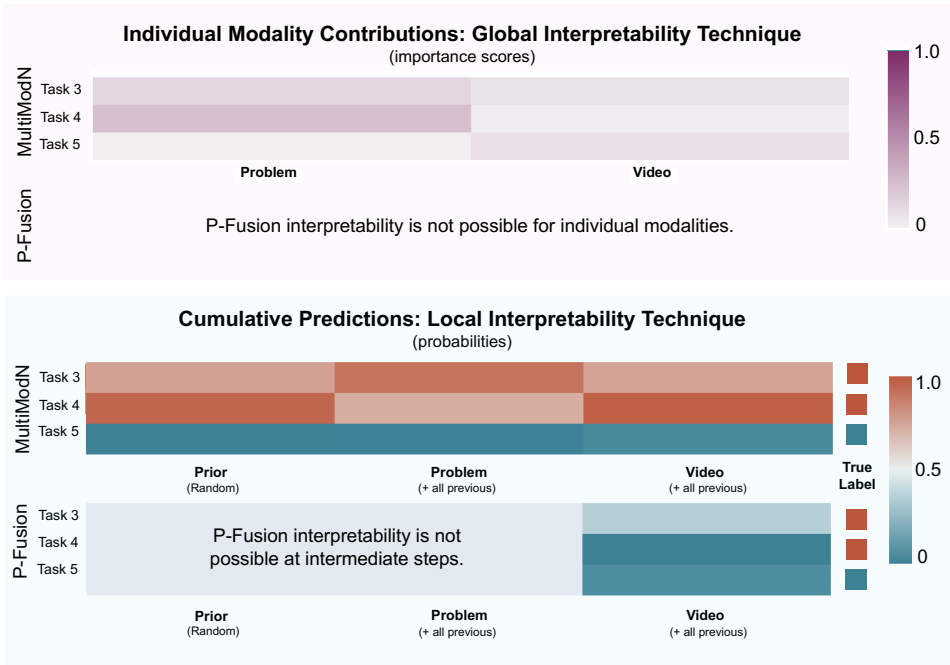 Individual Modality Contributions: Global Interpretability Technique
(importance scores)
MultiModN
Task 3
Task 4
Task 5
Problem
Video
1.0
0.5
0
P-Fusion
P-Fusion interpretability is not possible for individual modalities.
Cumulative Predictions: Local Interpretability Technique
(probabilities)
MultiModN
Task 3
Task 4
Task 5
Prior
(Random)
Problem
(+ all previous)
Video
(+ all previous)
True
Label
1.0
0.5
0
P-Fusion
Task 3
Task 4
Task 5
P-Fusion interpretability is not
possible at intermediate steps.
Prior
(Random)
Problem
(+ all previous)
Video
(+ all previous)